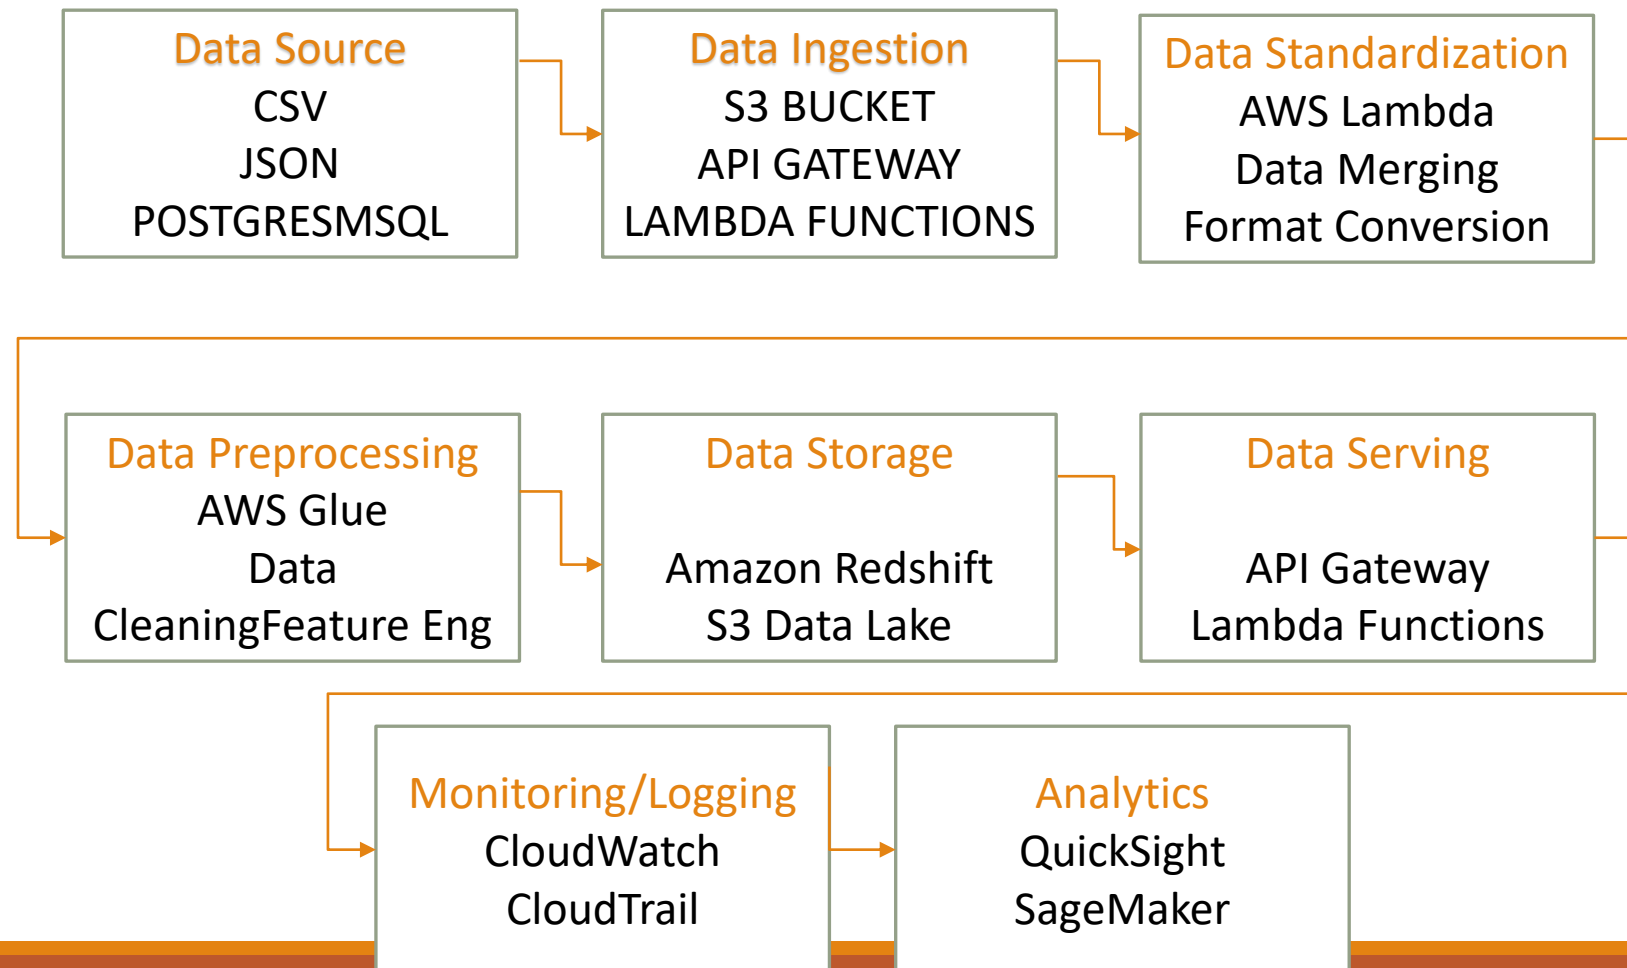 Data Source
CSV
JSON
POSTGRESMSQL
Data Ingestion
S3 BUCKET
API GATEWAY
LAMBDA FUNCTIONS
Data Standardization
AWS Lambda
Data Merging
Format Conversion
Data Preprocessing
AWS Glue
Data
CleaningFeature Eng
Data Storage
Amazon Redshift
S3 Data Lake
Data Serving
API Gateway
Lambda Functions
Monitoring/Logging
CloudWatch
CloudTrail
Analytics
QuickSight
SageMaker